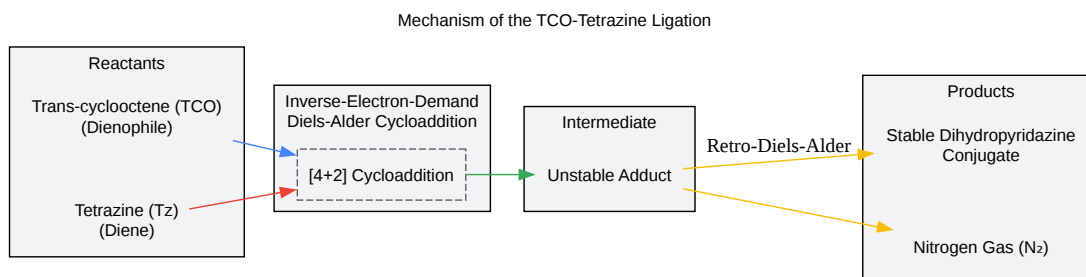 Mechanism of the TCO-Tetrazine Ligation
Reactants
Trans-cyclooctene (TCO)
(Dienophile)
Tetrazine (Tz)
(Diene)
Inverse-Electron-Demand
Diels-Alder Cycloaddition
[4+2] Cycloaddition
Intermediate
Unstable Adduct
Retro-Diels-Alder
Products
Stable Dihydropyridazine
Conjugate
Nitrogen Gas (N₂)